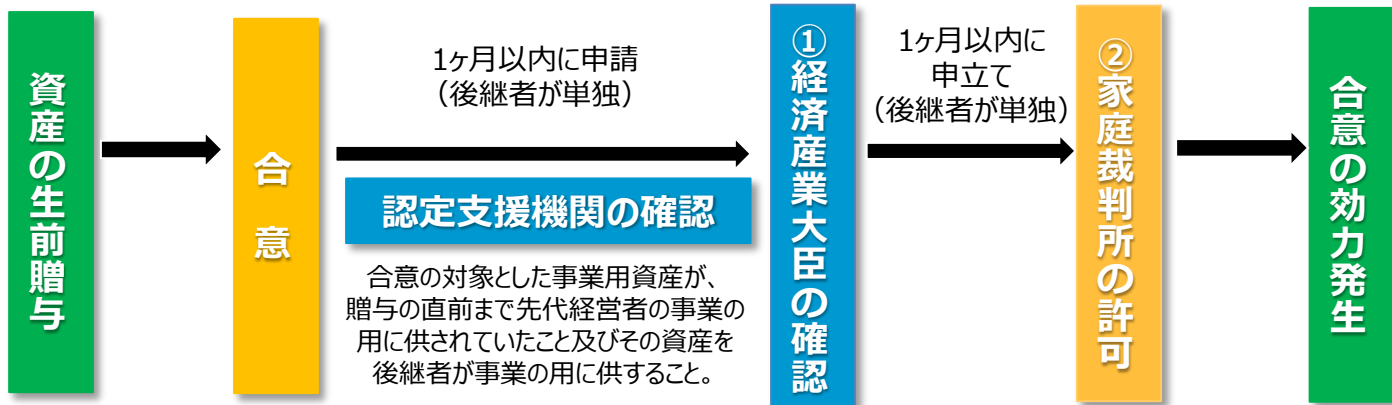 資産の生前贈与
合意
1ヶ月以内に申請
（後継者が単独）
認定支援機関の確認
合意の対象とした事業用資産が、
贈与の直前まで先代経営者の事業の
用に供されていたこと及びその資産を
後継者が事業の用に供すること。
①経済産業大臣の確認
1ヶ月以内に
申立て
（後継者が単独）
②家庭裁判所の許可
合意の効力発生